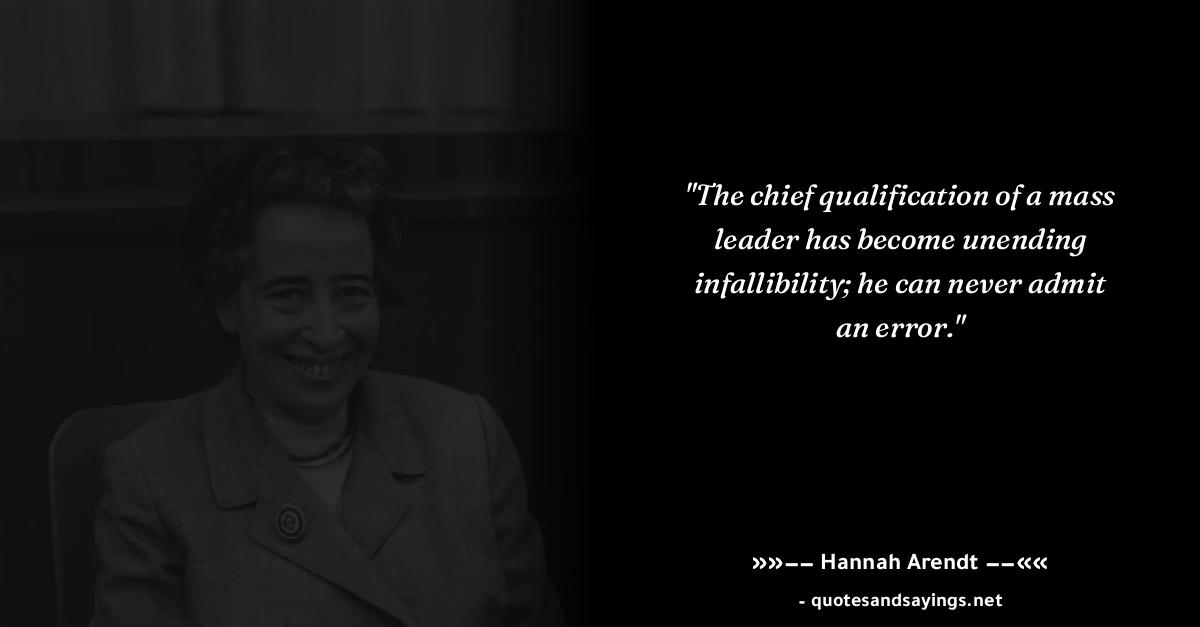 "The chief qualification of a mass
leader has become unending
infallibility; he can never admit
an error."
»»–– Hannah Arendt ––««
- quotesandsayings.net